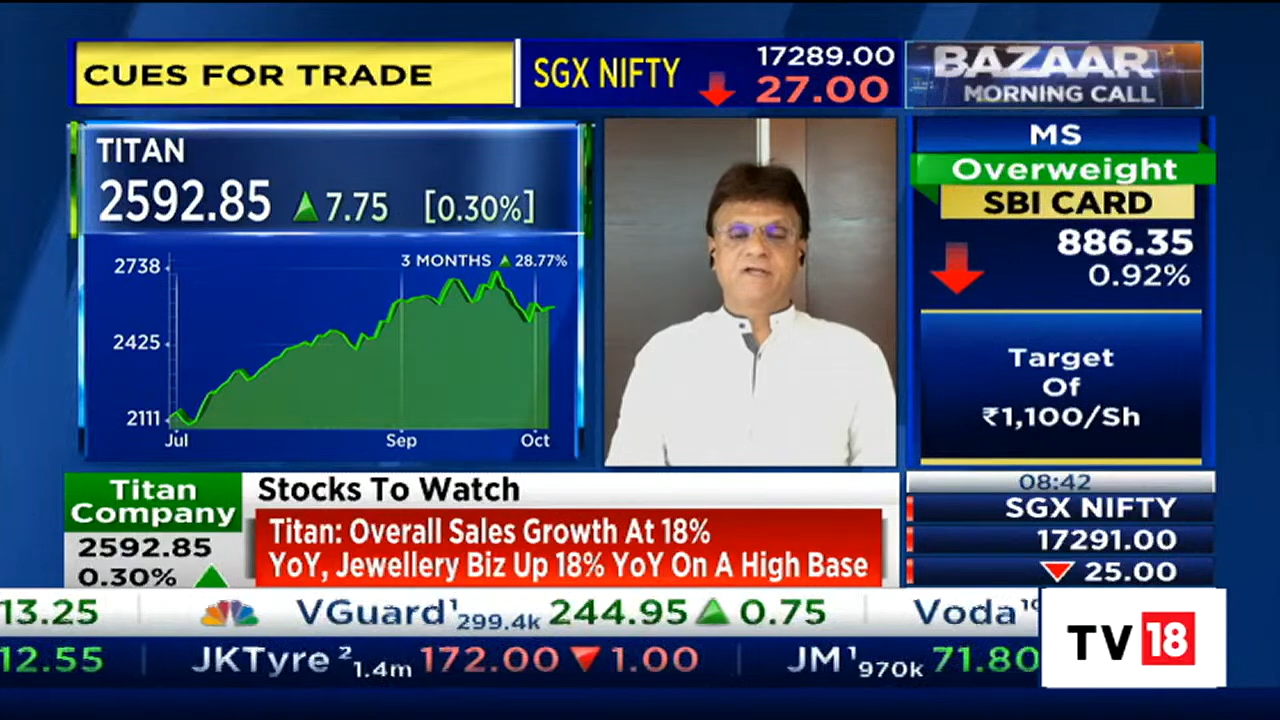 CUES FOR TRADE
SGX NIFTY
17289.00
27.00
BAZAAR
MORNING CALL
TITAN
2592.85 ▲ 7.75 [0.30%]
3 MONTHS ▲ 28.77%
2738
2425
2111
Jul Sep Oct
MS
Overweight
SBI CARD
886.35
0.92%
Target
Of
₹1,100/Sh
Titan
Company
2592.85
0.30%
Stocks To Watch
Titan: Overall Sales Growth At 18%
YoY, Jewellery Biz Up 18% YoY On A High Base
08:42
SGX NIFTY
17291.00
25.00
13.25 VGuard¹ 299.4k 244.95 ▲ 0.75 Voda
12.55 JKTyre ² 1.4m 172.00 ▼ 1.00 JM¹ 970k 71.80
TV 18